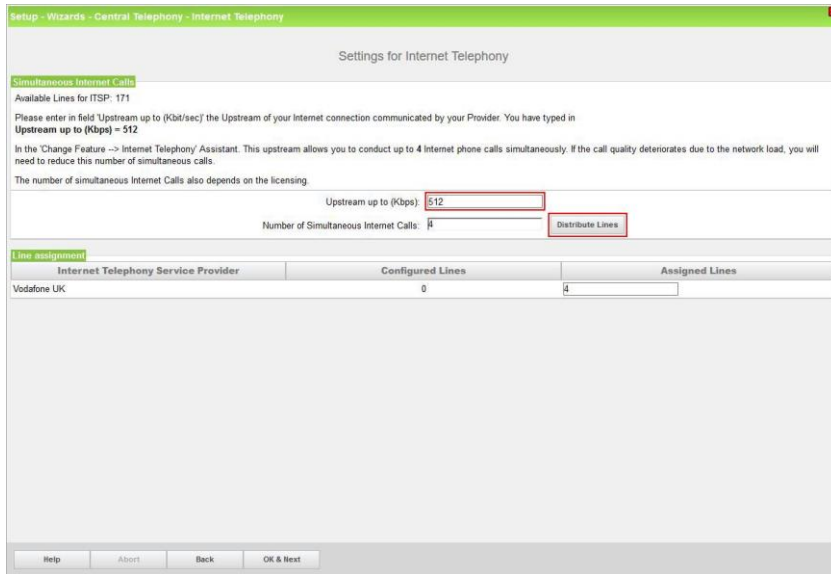 Setup - Wizards - Central Telephony - Internet Telephony
Settings for Internet Telephony
Simultaneous Internet Calls
Available Lines for ITSP: 171
Please enter in field 'Upstream up to (Kbit/sec)' the Upstream of your Internet connection communicated by your Provider. You have typed in
Upstream up to (Kbps) = 512
In the 'Change Feature --> Internet Telephony' Assistant. This upstream allows you to conduct up to 4 Internet phone calls simultaneously. If the call quality deteriorates due to the network load, you will
need to reduce this number of simultaneous calls.
The number of simultaneous Internet Calls also depends on the licensing.
Upstream up to (Kbps): 512
Number of Simultaneous Internet Calls: 4 Distribute Lines
Line assignment
Internet Telephony Service Provider Configured Lines Assigned Lines
Vodafone UK 0 4
Help Abort Back OK & Next